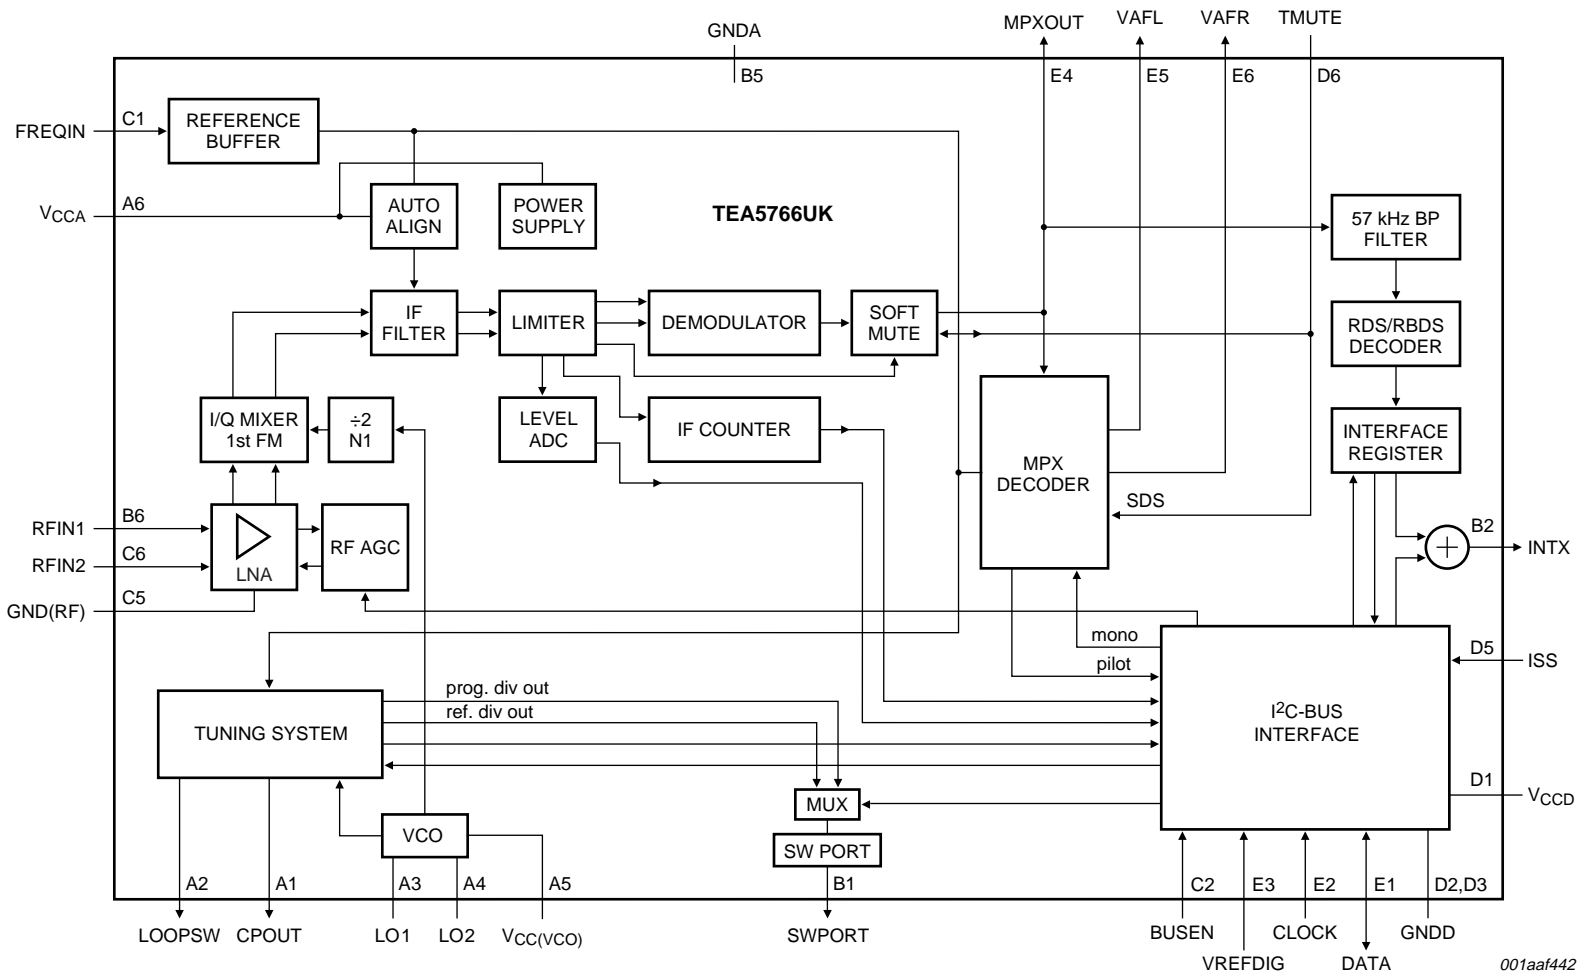 GNDA
MPXOUT
VAFL
VAFR
TMUTE
B5
E4
E5
E6
D6
FREQIN
C1
REFERENCE
BUFFER
VCCA
A6
AUTO
ALIGN
POWER
SUPPLY
TEA5766UK
57 kHz BP
FILTER
IF
FILTER
LIMITER
DEMODULATOR
SOFT
MUTE
RDS/RBDS
DECODER
I/Q MIXER
1st FM
÷2
N1
LEVEL
ADC
IF COUNTER
MPX
DECODER
INTERFACE
REGISTER
SDS
RFIN1
B6
RFIN2
C6
LNA
RF AGC
GND(RF)
C5
B2
INTX
mono
pilot
D5
ISS
prog. div out
ref. div out
TUNING SYSTEM
I2C-BUS
INTERFACE
D1
VCCD
MUX
VCO
SW PORT
A2
A1
A3
A4
A5
B1
C2
E3
E2
E1
D2,D3
LOOPSW
CPOUT
LO1
LO2
VCC(VCO)
SWPORT
BUSEN
VREFDIG
CLOCK
DATA
GNDD
001aaf442